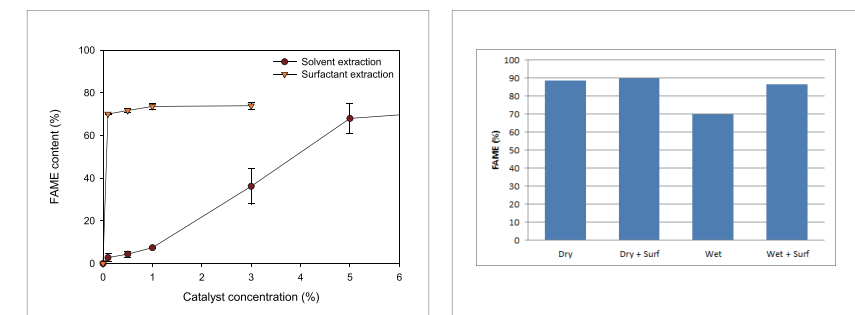 100
80
60
40
20
0
FAME content (%)
Solvent extraction
Surfactant extraction
0 1 2 3 4 5 6
Catalyst concentration (%)
100
90
80
70
60
50
40
30
20
10
0
FAME (%)
Dry Dry + Surf Wet Wet + Surf